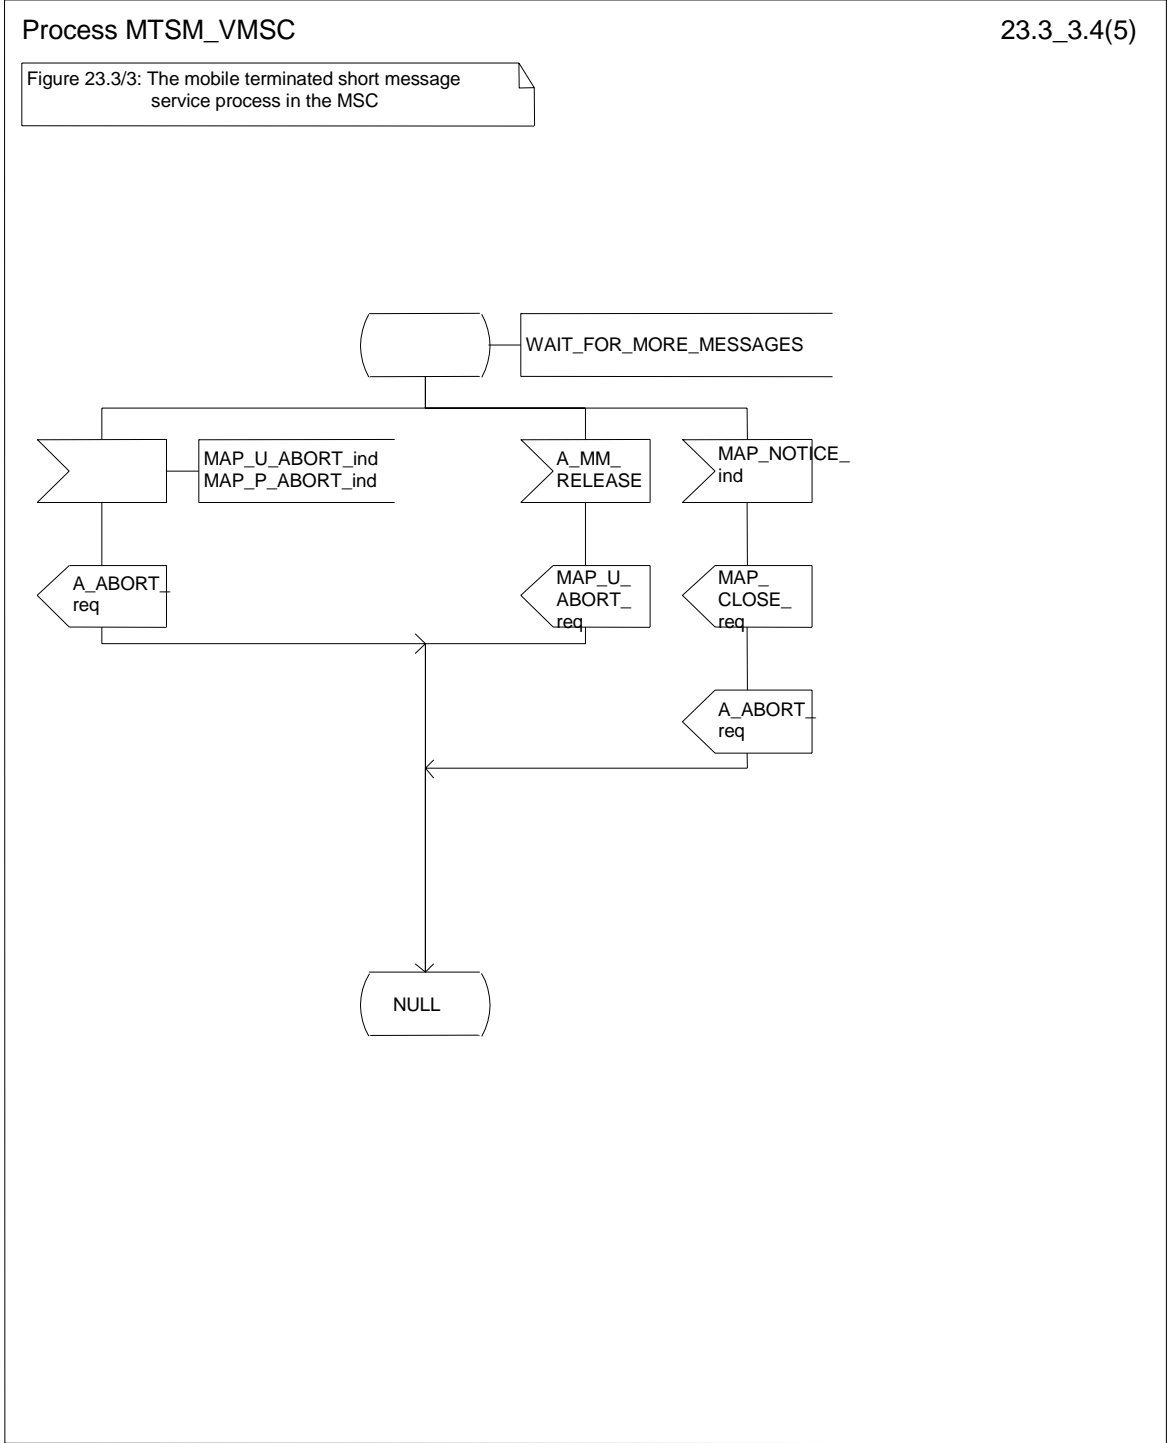 Process MTSM_VMSC
23.3_3.4(5)
Figure 23.3/3: The mobile terminated short message
service process in the MSC
WAIT_FOR_MORE_MESSAGES
MAP_U_ABORT_ind
MAP_P_ABORT_ind
A_MM_
RELEASE
MAP_NOTICE_
ind
A_ABORT_
req
MAP_U_
ABORT_
req
MAP_
CLOSE_
req
A_ABORT_
req
NULL